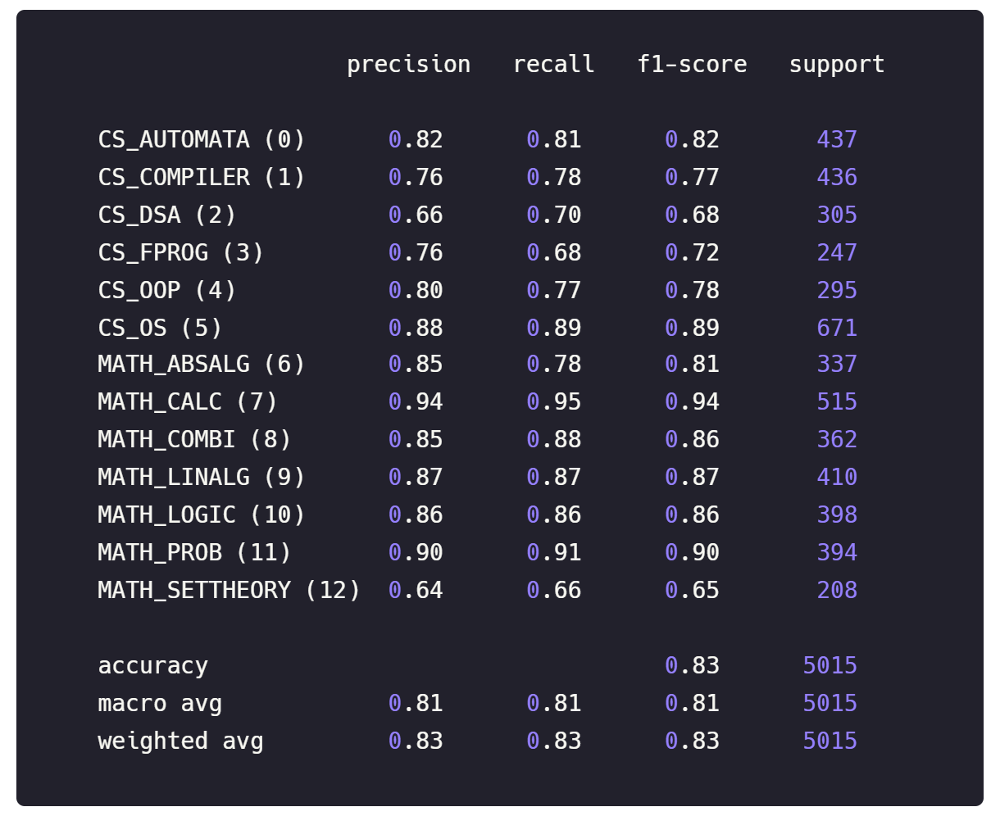 precision recall f1-score support
CS_AUTOMATA (0) 0.82 0.81 0.82 437
CS_COMPILER (1) 0.76 0.78 0.77 436
CS_DSA (2) 0.66 0.70 0.68 305
CS_FPROG (3) 0.76 0.68 0.72 247
CS_OOP (4) 0.80 0.77 0.78 295
CS_OS (5) 0.88 0.89 0.89 671
MATH_ABSALG (6) 0.85 0.78 0.81 337
MATH_CALC (7) 0.94 0.95 0.94 515
MATH_COMBI (8) 0.85 0.88 0.86 362
MATH_LINALG (9) 0.87 0.87 0.87 410
MATH_LOGIC (10) 0.86 0.86 0.86 398
MATH_PROB (11) 0.90 0.91 0.90 394
MATH_SETTHEORY (12) 0.64 0.66 0.65 208
accuracy 0.83 5015
macro avg 0.81 0.81 0.81 5015
weighted avg 0.83 0.83 0.83 5015